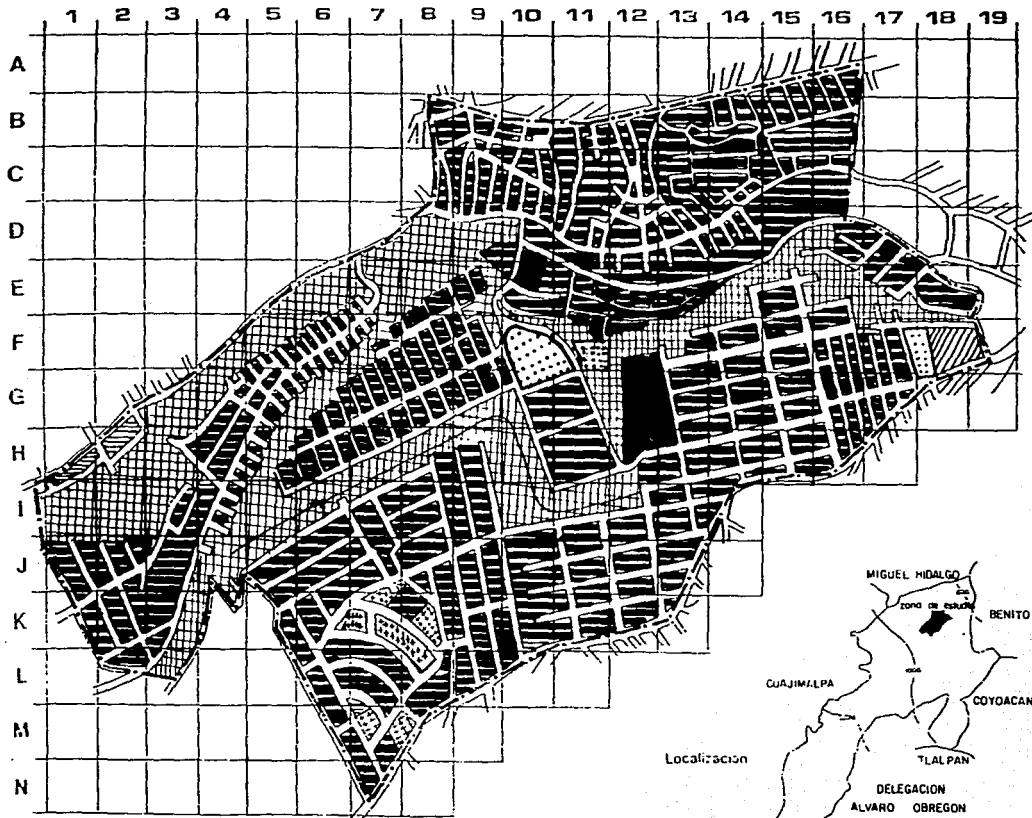 1 2 3 4 5 6 7 8 9 10 11 12 13 14 15 16 17 18 19
A
B
C
D
E
F
G
H
I
J
K
L
M
N
MIGUEL HIDALGO
zona de estudio
BENITO
CUAJIMALPA
COYOACAN
Localizacion
TLALPAN
DELEGACION
ALVARO OBREGON